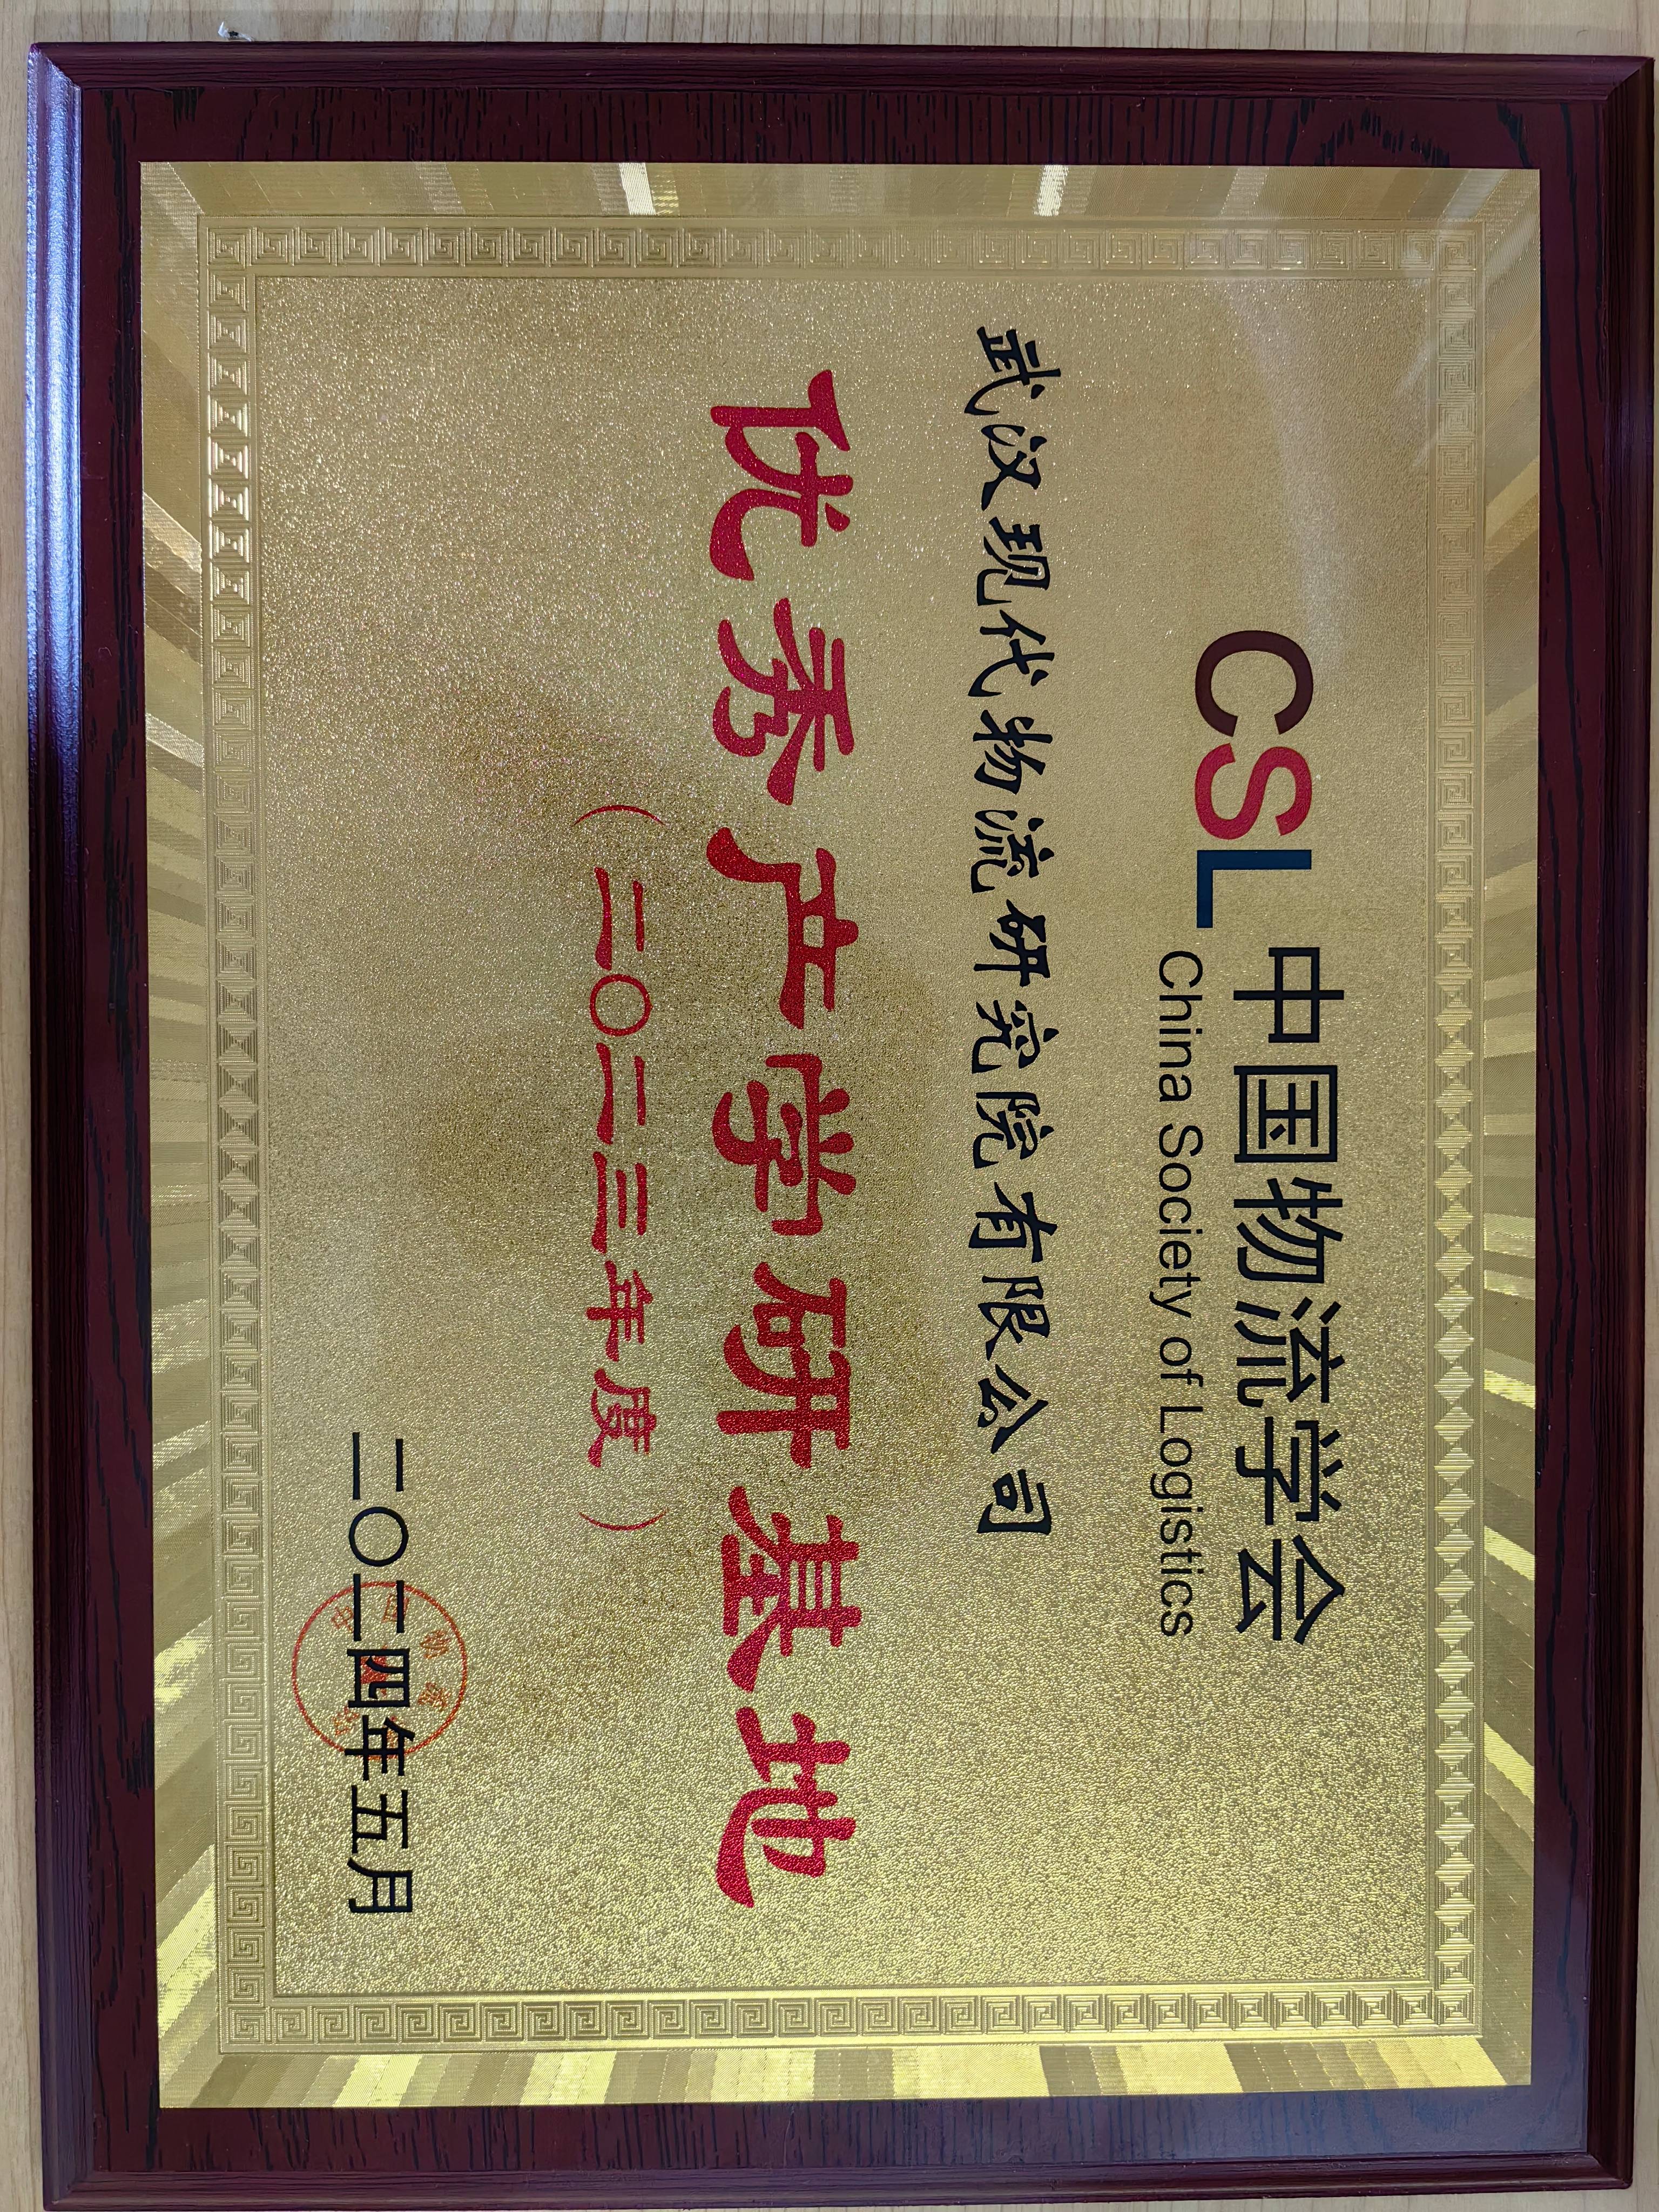 CSL 中国物流学会
China Society of Logistics
武汉现代物流研究院有限公司
优秀产学研基地
（二〇二三年度）
二〇二四年五月